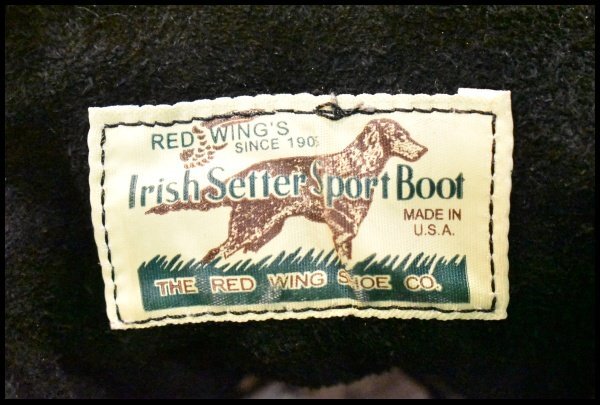 RED WING'S
SINCE 190
Irish Setter Sport Boot
MADE IN
U.S.A.
THE RED WING SHOE CO.